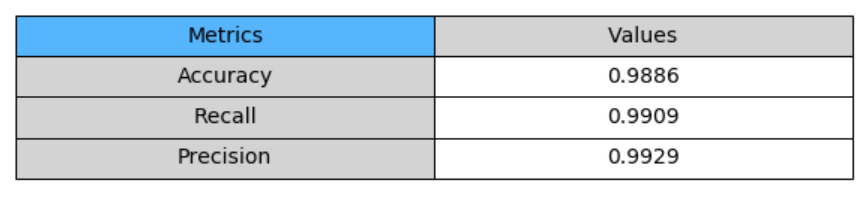 Metrics Values
Accuracy 0.9886
Recall 0.9909
Precision 0.9929